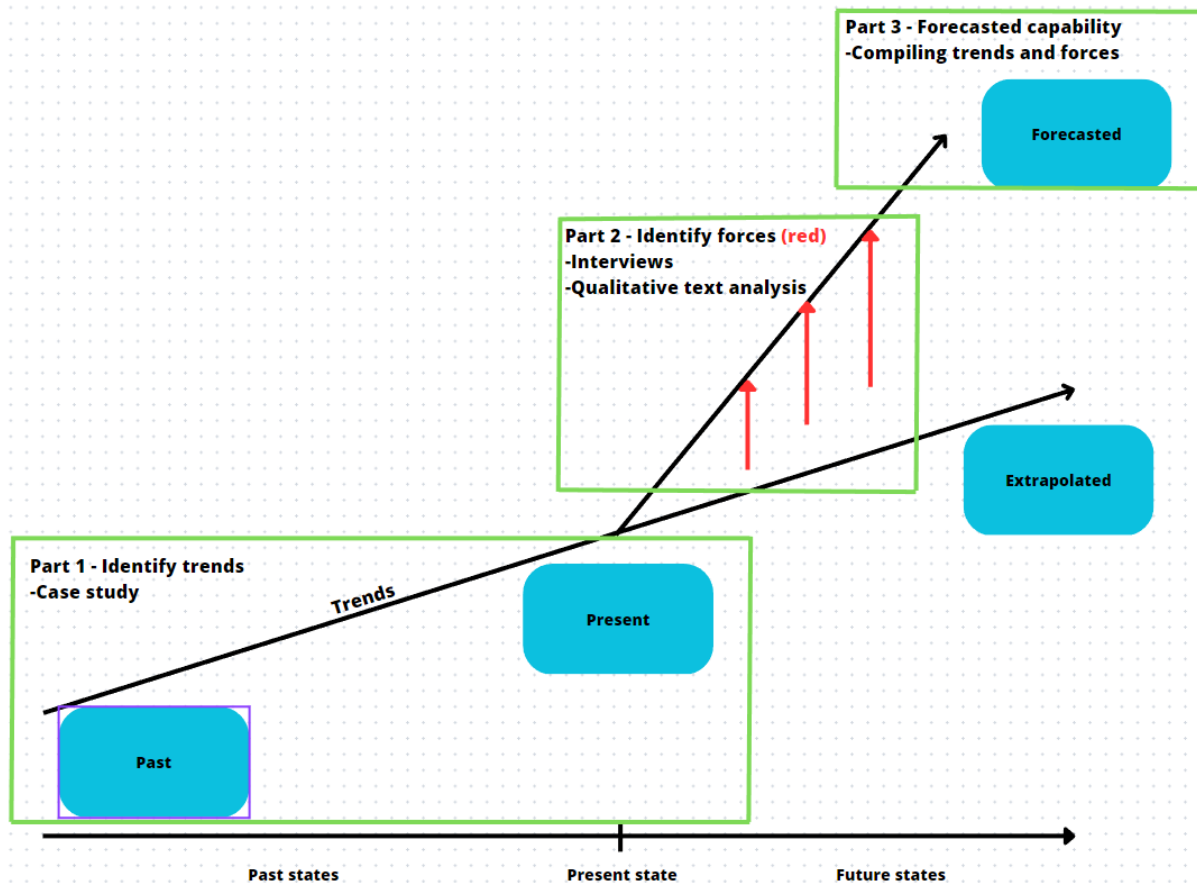 Part 3 - Forecasted capability
-Compiling trends and forces
Forecasted
Part 2 - Identify forces (red)
-Interviews
-Qualitative text analysis
Extrapolated
Part 1 - Identify trends
-Case study
Trends
Present
Past
Past states
Present state
Future states